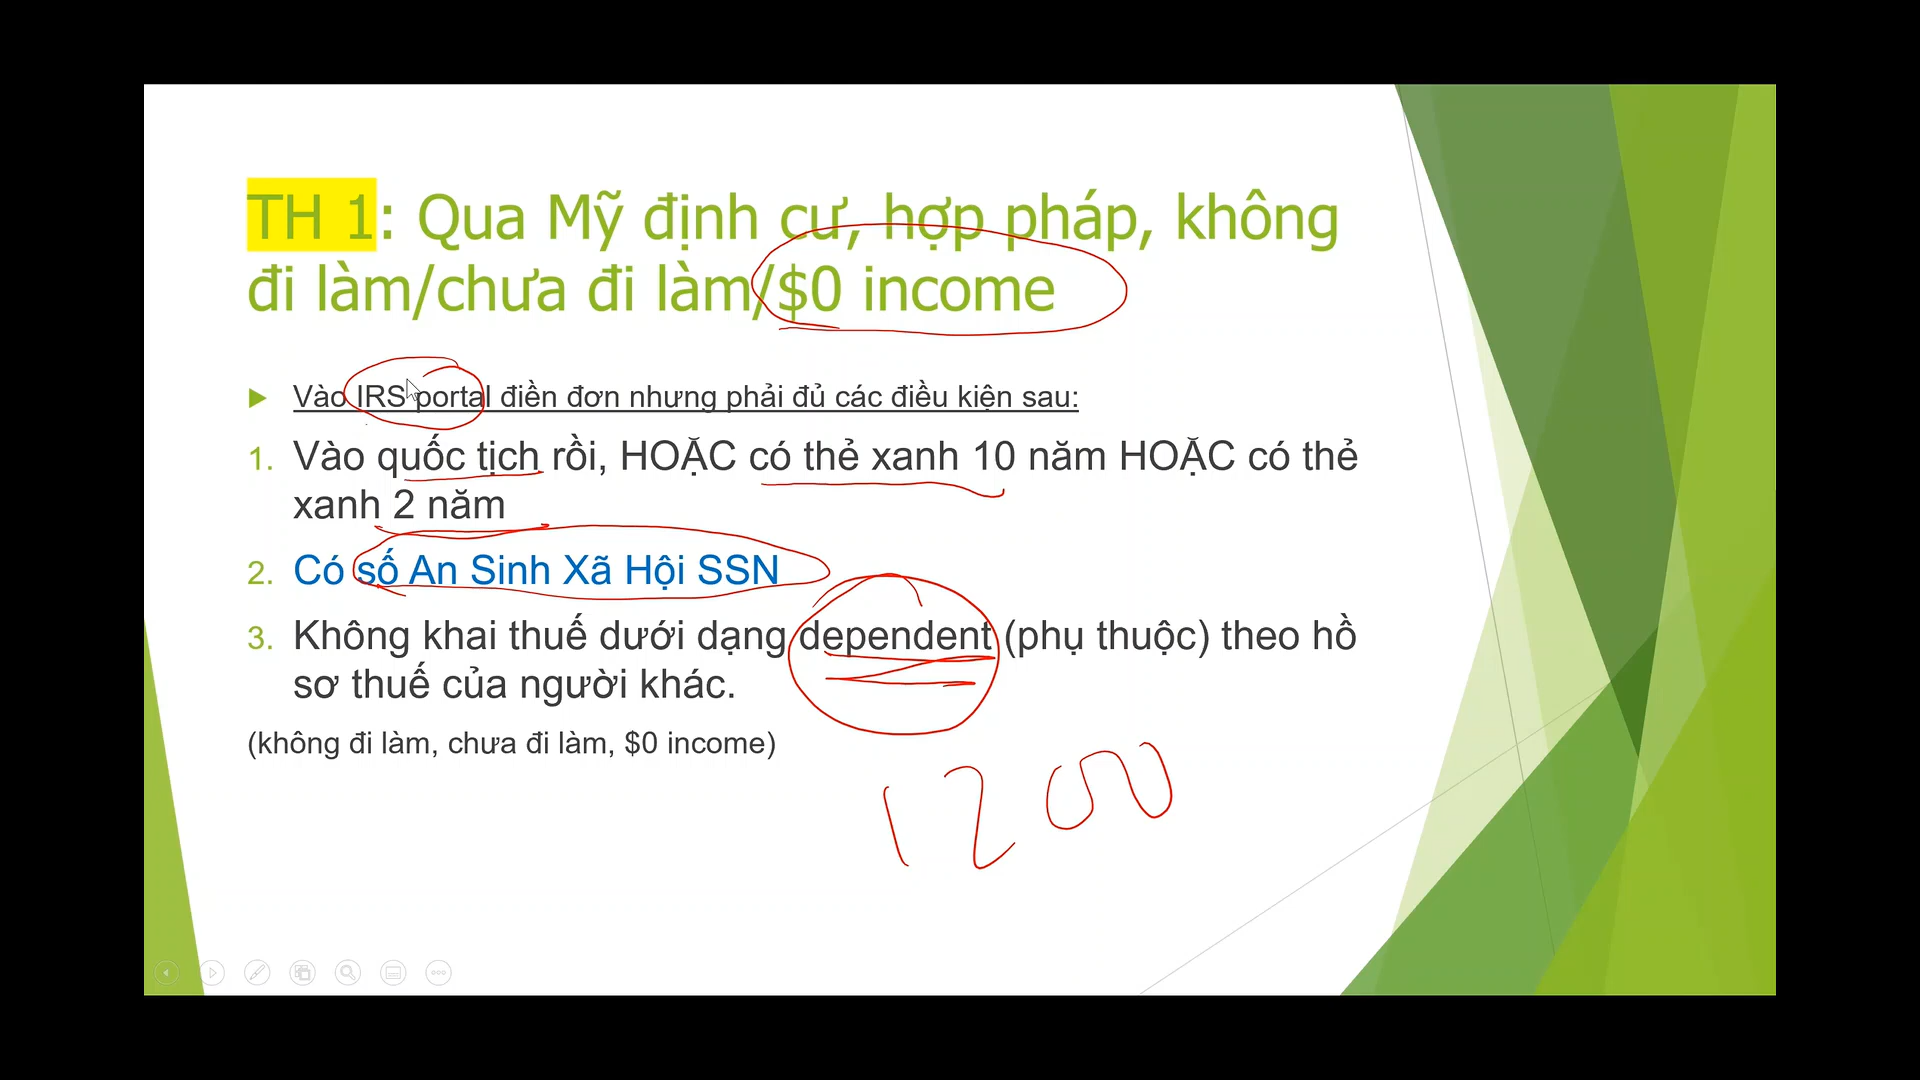 TH 1: Qua Mỹ định cư, hợp pháp, không
đi làm/chưa đi làm/$0 income
Vào IRS portal điền đơn nhưng phải đủ các điều kiện sau:
1. Vào quốc tịch rồi, HOẶC có thẻ xanh 10 năm HOẶC có thẻ
xanh 2 năm
2. Có số An Sinh Xã Hội SSN
3. Không khai thuế dưới dạng dependent (phụ thuộc) theo hồ
sơ thuế của người khác.
(không đi làm, chưa đi làm, $0 income)
1200